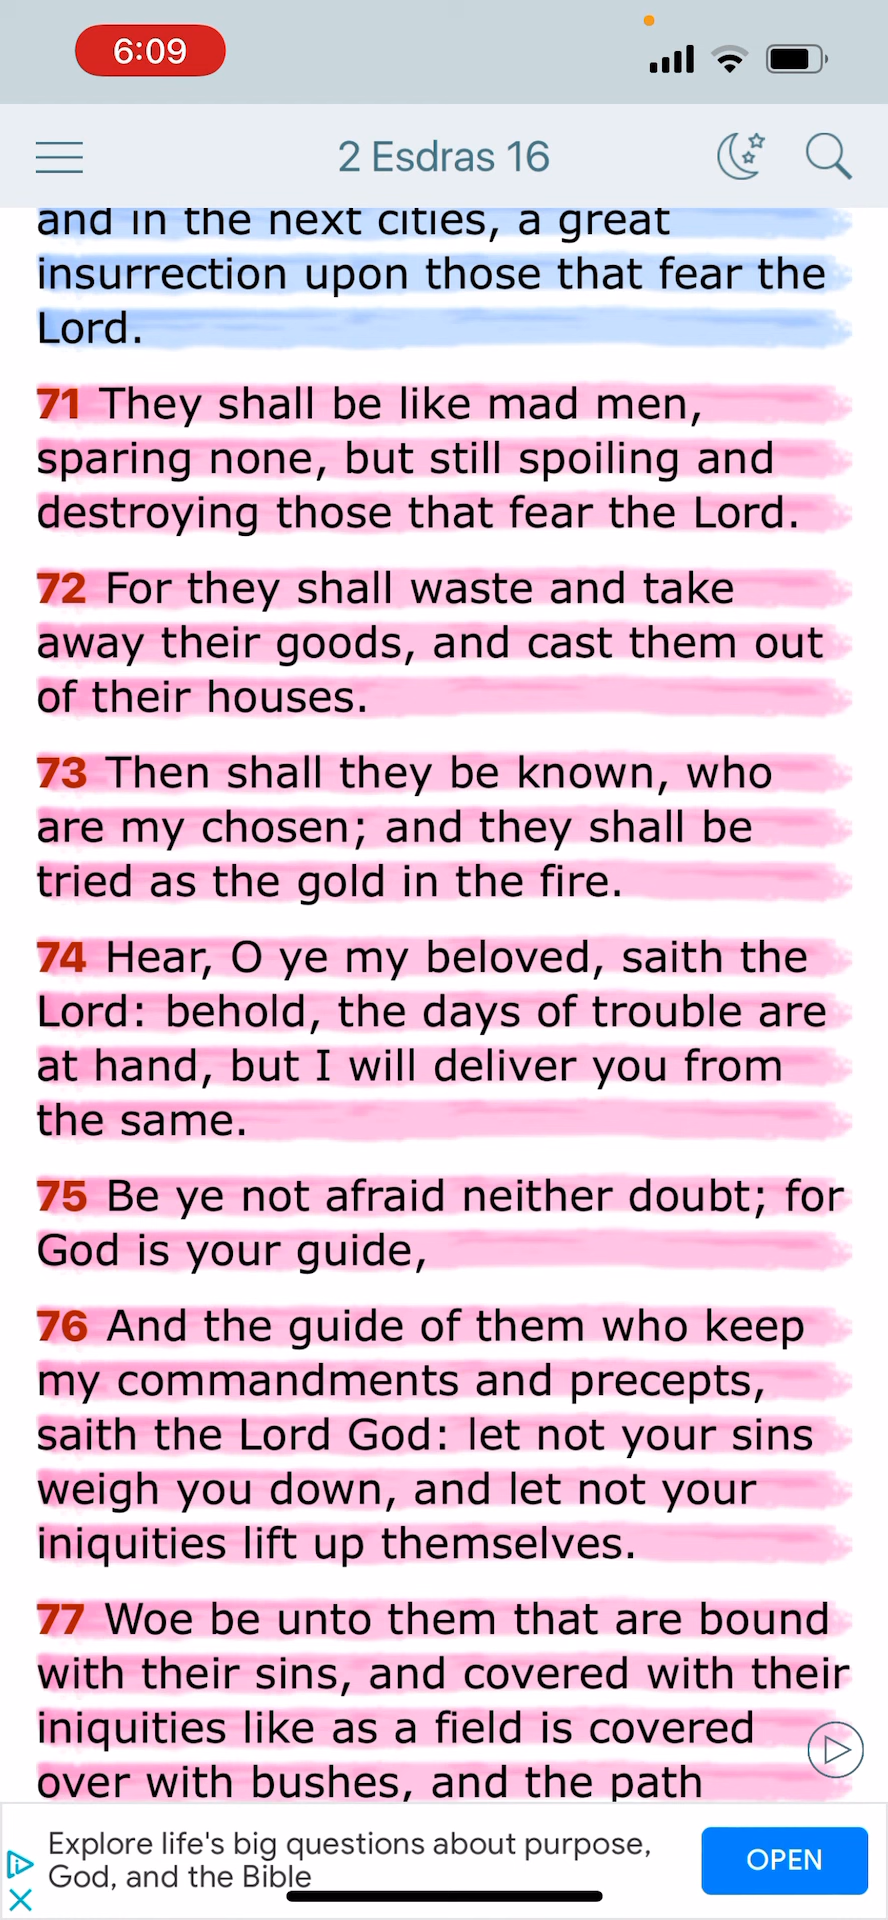 6:09
2 Esdras 16
and in the next cities, a great
insurrection upon those that fear the
Lord.
71 They shall be like mad men,
sparing none, but still spoiling and
destroying those that fear the Lord.
72 For they shall waste and take
away their goods, and cast them out
of their houses.
73 Then shall they be known, who
are my chosen; and they shall be
tried as the gold in the fire.
74 Hear, O ye my beloved, saith the
Lord: behold, the days of trouble are
at hand, but I will deliver you from
the same.
75 Be ye not afraid neither doubt; for
God is your guide,
76 And the guide of them who keep
my commandments and precepts,
saith the Lord God: let not your sins
weigh you down, and let not your
iniquities lift up themselves.
77 Woe be unto them that are bound
with their sins, and covered with their
iniquities like as a field is covered
over with bushes, and the path
Explore life's big questions about purpose,
God, and the Bible
OPEN